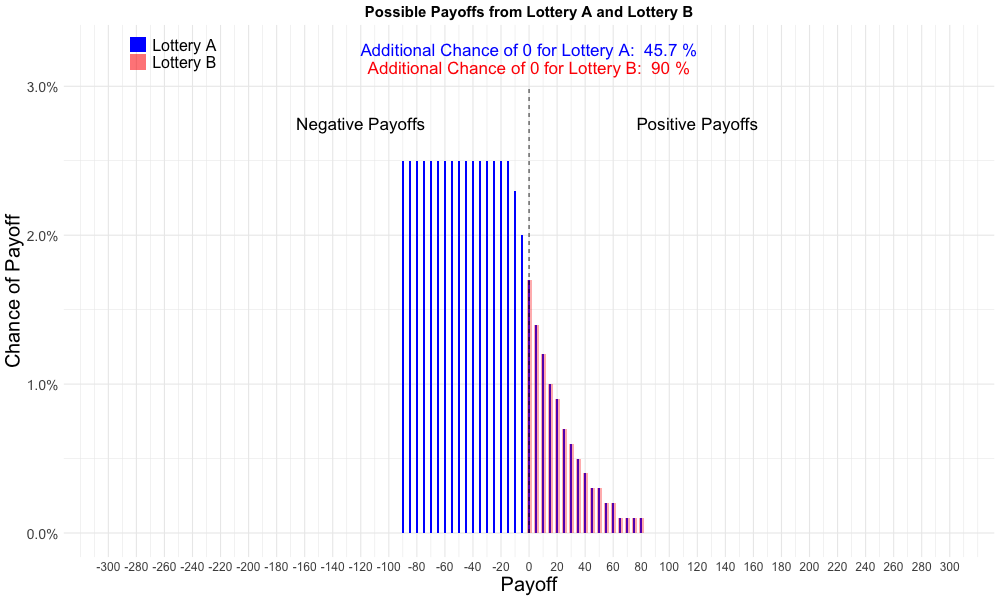 Possible Payoffs from Lottery A and Lottery B
Lottery A
Lottery B
Additional Chance of 0 for Lottery A: 45.7 %
Additional Chance of 0 for Lottery B: 90 %
Negative Payoffs
Positive Payoffs
Chance of Payoff
3.0%
2.0%
1.0%
0.0%
-300 -280 -260 -240 -220 -200 -180 -160 -140 -120 -100 -80 -60 -40 -20 0 20 40 60 80 100 120 140 160 180 200 220 240 260 280 300
Payoff